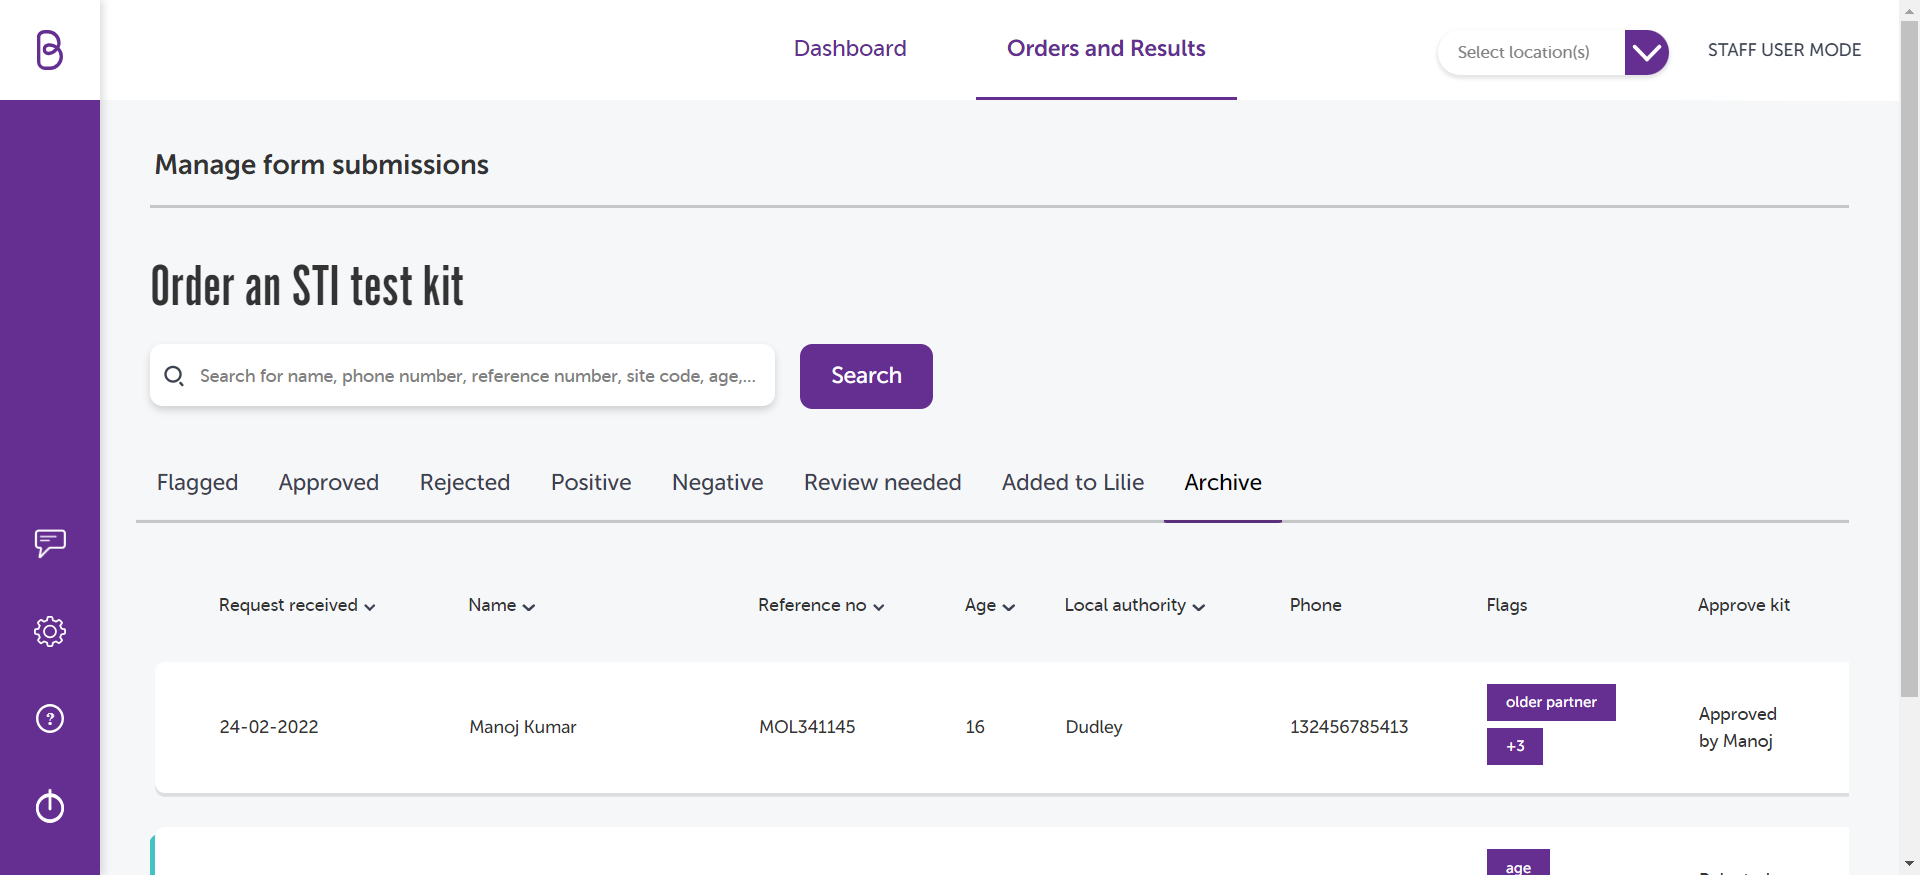 B
Dashboard
Orders and Results
Select location(s)
STAFF USER MODE
Manage form submissions
Order an STI test kit
Search for name, phone number, reference number, site code, age,...
Search
Flagged Approved Rejected Positive Negative Review needed Added to Lilie Archive
Request received Name Reference no Age Local authority Phone Flags Approve kit
24-02-2022 Manoj Kumar MOL341145 16 Dudley 132456785413
older partner
+3
Approved
by Manoj
?
age